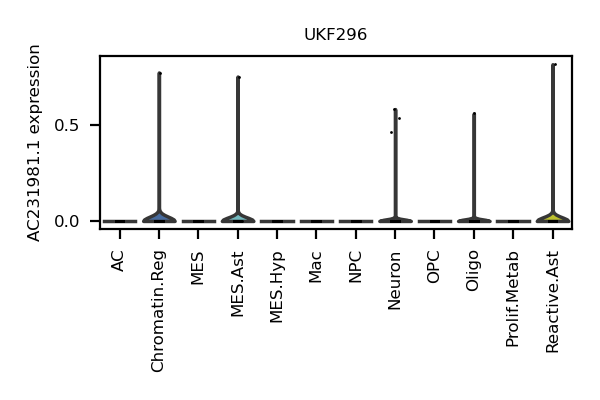 UKF296
AC231981.1 expression
0.5
0.0
AC
Chromatin.Reg
MES
MES.Ast
MES.Hyp
Mac
NPC
Neuron
OPC
Oligo
Prolif.Metab
Reactive.Ast